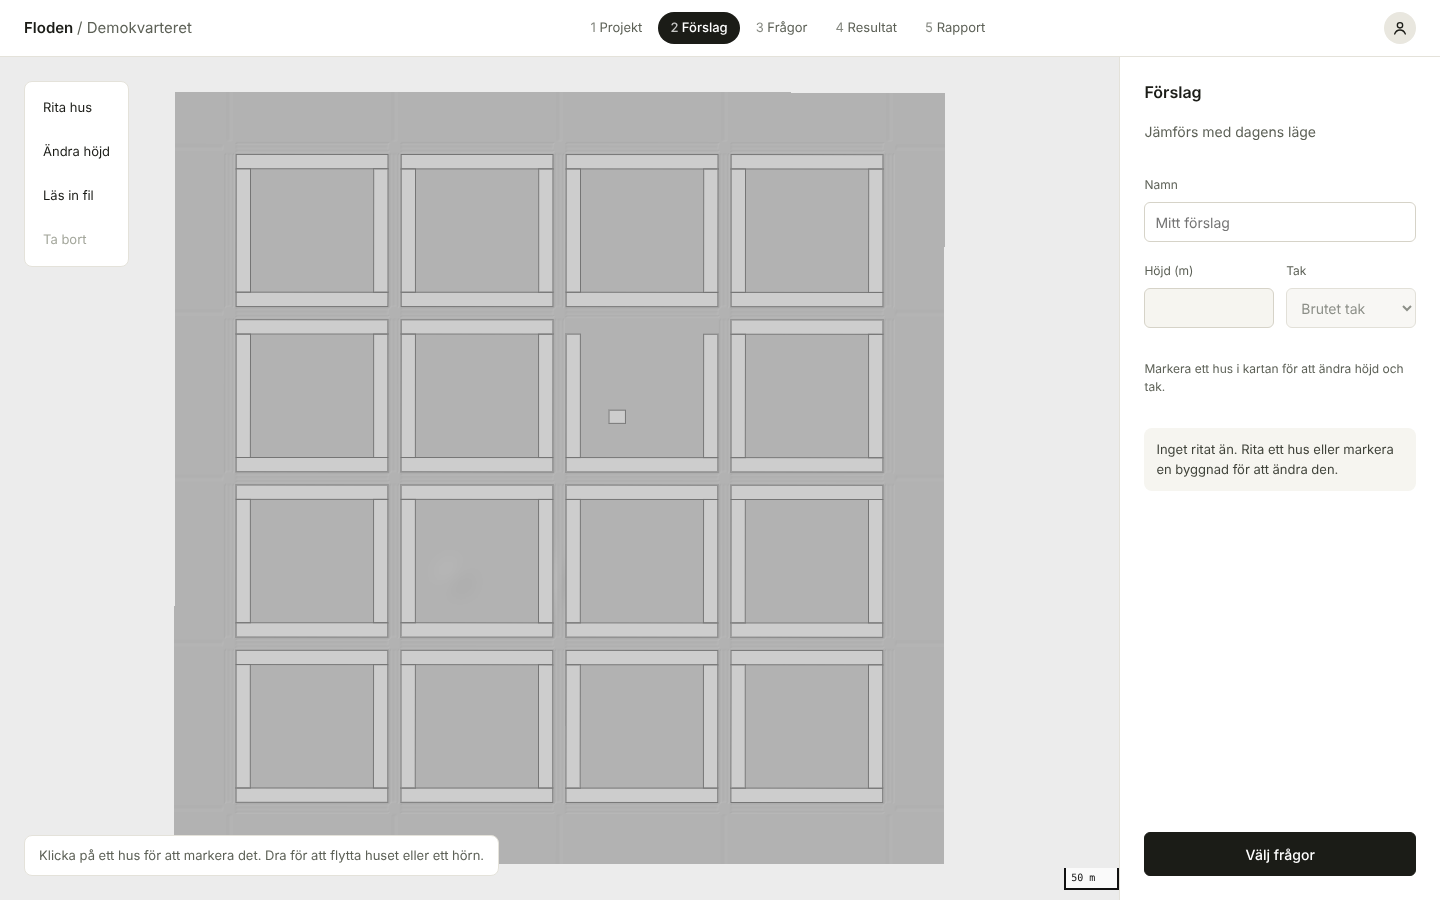 Floden / Demokvarteret
1 Projekt
2 Förslag
3 Frågor
4 Resultat
5 Rapport
Rita hus
Ändra höjd
Läs in fil
Ta bort
Klicka på ett hus för att markera det. Dra för att flytta huset eller ett hörn.
50 m
Förslag
Jämförs med dagens läge
Namn
Mitt förslag
Höjd (m)
Tak
Brutet tak
Markera ett hus i kartan för att ändra höjd och
tak.
Inget ritat än. Rita ett hus eller markera
en byggnad för att ändra den.
Välj frågor